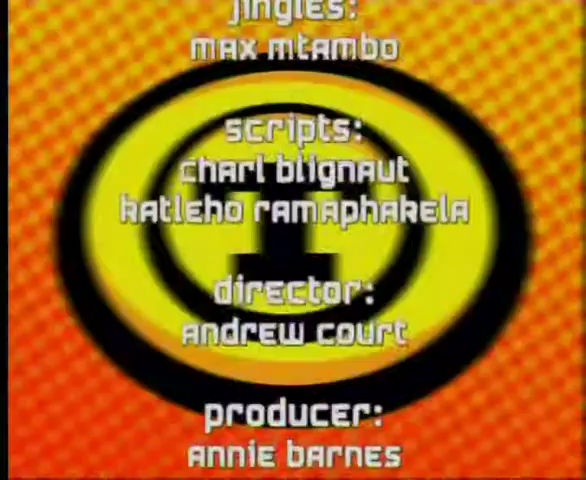 jingles:
max mtambo
scripts:
charl blignaut
katleho ramaphakela
T
director:
andrew court
producer:
annie barnes